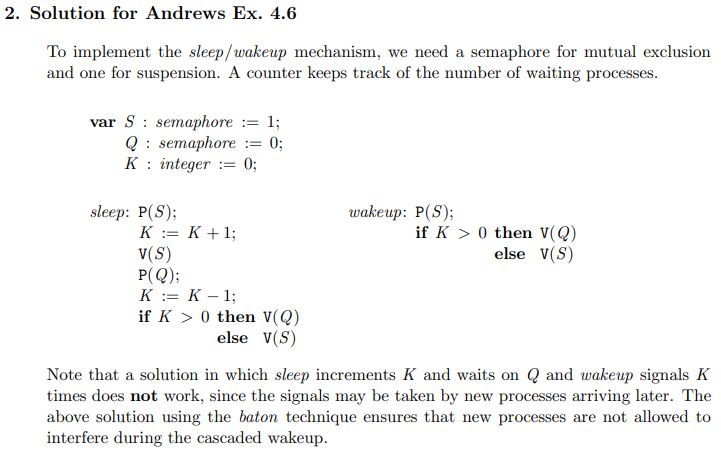 2. Solution for Andrews Ex. 4.6
To implement the sleep/wakeup mechanism, we need a semaphore for mutual exclusion
and one for suspension. A counter keeps track of the number of waiting processes.
var S : semaphore := 1;
Q : semaphore := 0;
K : integer := 0;
sleep: P(S);
K := K + 1;
V(S)
P(Q);
K := K − 1;
if K > 0 then V(Q)
else V(S)
wakeup: P(S);
if K > 0 then V(Q)
else V(S)
Note that a solution in which sleep increments K and waits on Q and wakeup signals K
times does not work, since the signals may be taken by new processes arriving later. The
above solution using the baton technique ensures that new processes are not allowed to
interfere during the cascaded wakeup.